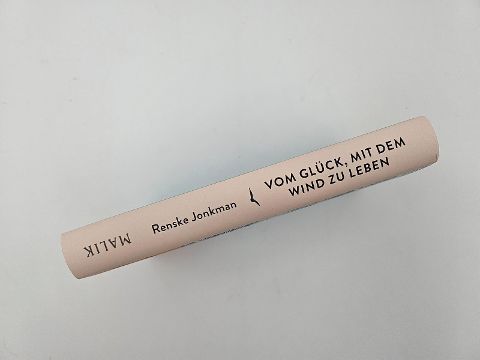 MALIK
Renske Jonkman
VOM GLÜCK, MIT DEM
WIND ZU LEBEN